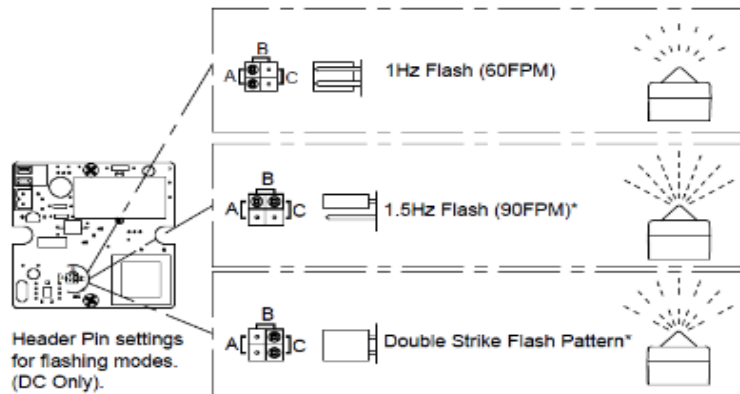 B
A C
1Hz Flash (60FPM)
B
A C
1.5Hz Flash (90FPM)*
B
A C
Double Strike Flash Pattern*
Header Pin settings
for flashing modes.
(DC Only).